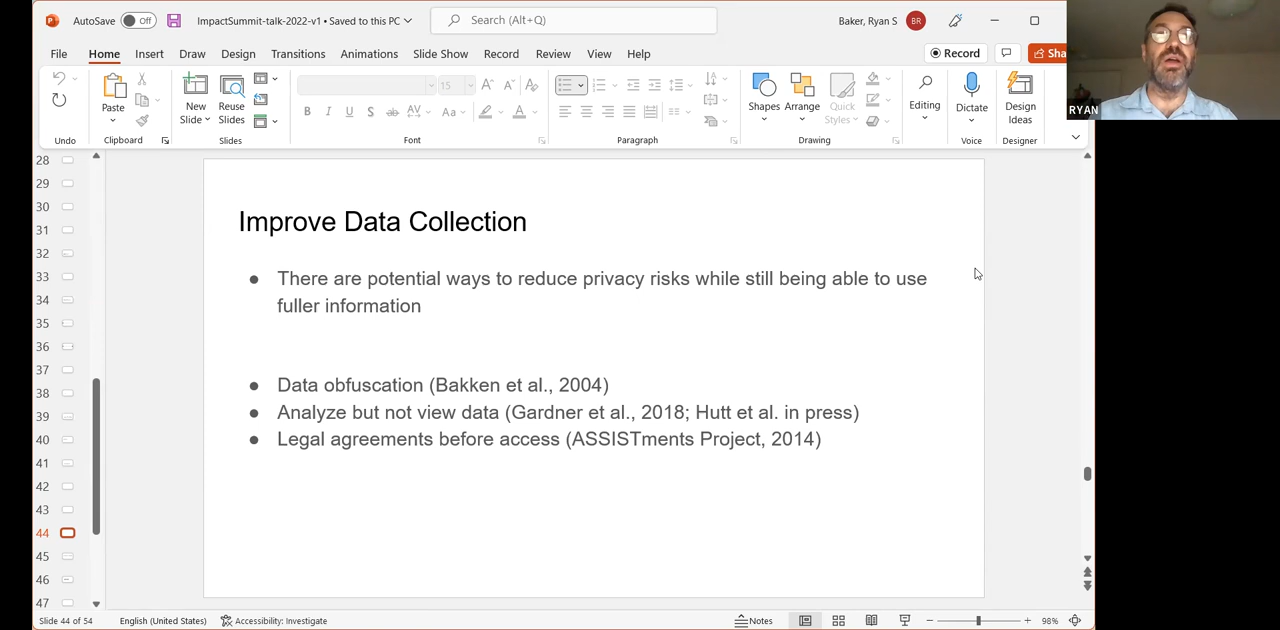 AutoSave Off ImpactSummit-talk-2022-v1 • Saved to this PC Search (Alt+Q) Baker, Ryan S BR
File Home Insert Draw Design Transitions Animations Slide Show Record Review View Help Record Sha
Paste New Slide Reuse Slides 15 Shapes Arrange Quick Styles Editing Dictate Design Ideas
Undo Clipboard Slides Font Paragraph Drawing Voice Designer
RYAN
28
29
30
31
32
33
34
35
36
37
38
39
40
41
42
43
44
45
46
47
Improve Data Collection
● There are potential ways to reduce privacy risks while still being able to use
fuller information
● Data obfuscation (Bakken et al., 2004)
● Analyze but not view data (Gardner et al., 2018; Hutt et al. in press)
● Legal agreements before access (ASSISTments Project, 2014)
Slide 44 of 54 English (United States) Accessibility: Investigate Notes 98%